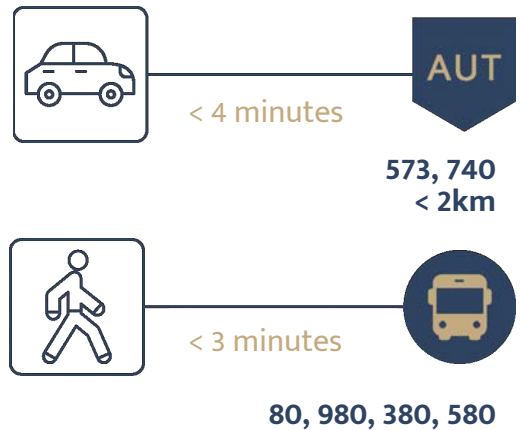 AUT
< 4 minutes
573, 740
< 2km
< 3 minutes
80, 980, 380, 580